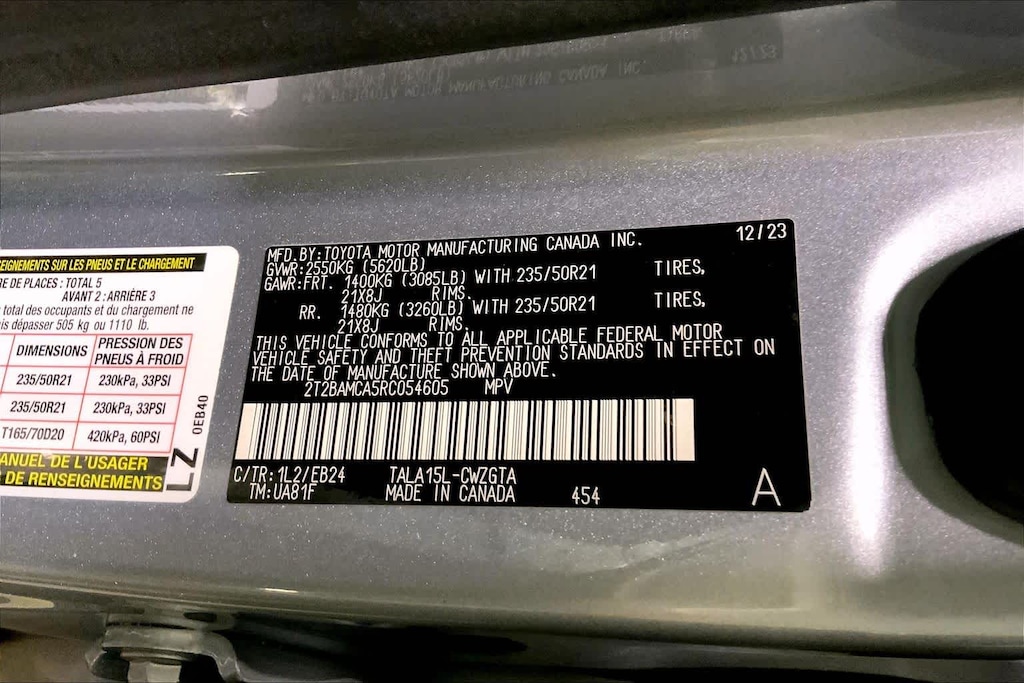 EIGNEMENTS SUR LES PNEUS ET LE CHARGEMENT
RE DE PLACES : TOTAL 5
AVANT 2 : ARRIÈRE 3
total des occupants et du chargement ne
is dépasser 505 kg ou 1110 lb.
DIMENSIONS PRESSION DES PNEUS À FROID
235/50R21 230kPa, 33PSI
235/50R21 230kPa, 33PSI
T165/70D20 420kPa, 60PSI
ANUEL DE L'USAGER
DE RENSEIGNEMENTS
LZ 0EB40
MFD.BY:TOYOTA MOTOR MANUFACTURING CANADA INC. 12/23
GVWR:2550KG (5620LB)
GAWR:FRT. 1400KG (3085LB) WITH 235/50R21 TIRES,
21X8J RIMS.
RR. 1480KG (3260LB) WITH 235/50R21 TIRES,
21X8J RIMS.
THIS VEHICLE CONFORMS TO ALL APPLICABLE FEDERAL MOTOR
VEHICLE SAFETY AND THEFT PREVENTION STANDARDS IN EFFECT ON
THE DATE OF MANUFACTURE SHOWN ABOVE.
2T2BAMCA5RC054605 MPV
C/TR:1L2/EB24 TALA15L-CWZGTA
TM:UA81F MADE IN CANADA 454 A